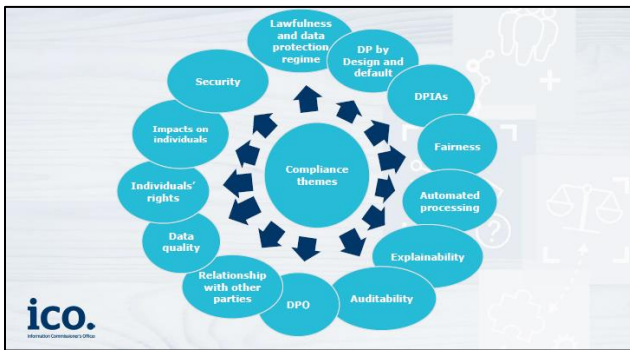 Lawfulness
and data
protection
regime
DP by
Design and
default
DPIAs
Fairness
Automated
processing
Explainability
Auditability
DPO
Relationship
with other
parties
Data
quality
Individuals'
rights
Impacts on
individuals
Security
Compliance
themes
ico.
Information Commissioner's Office